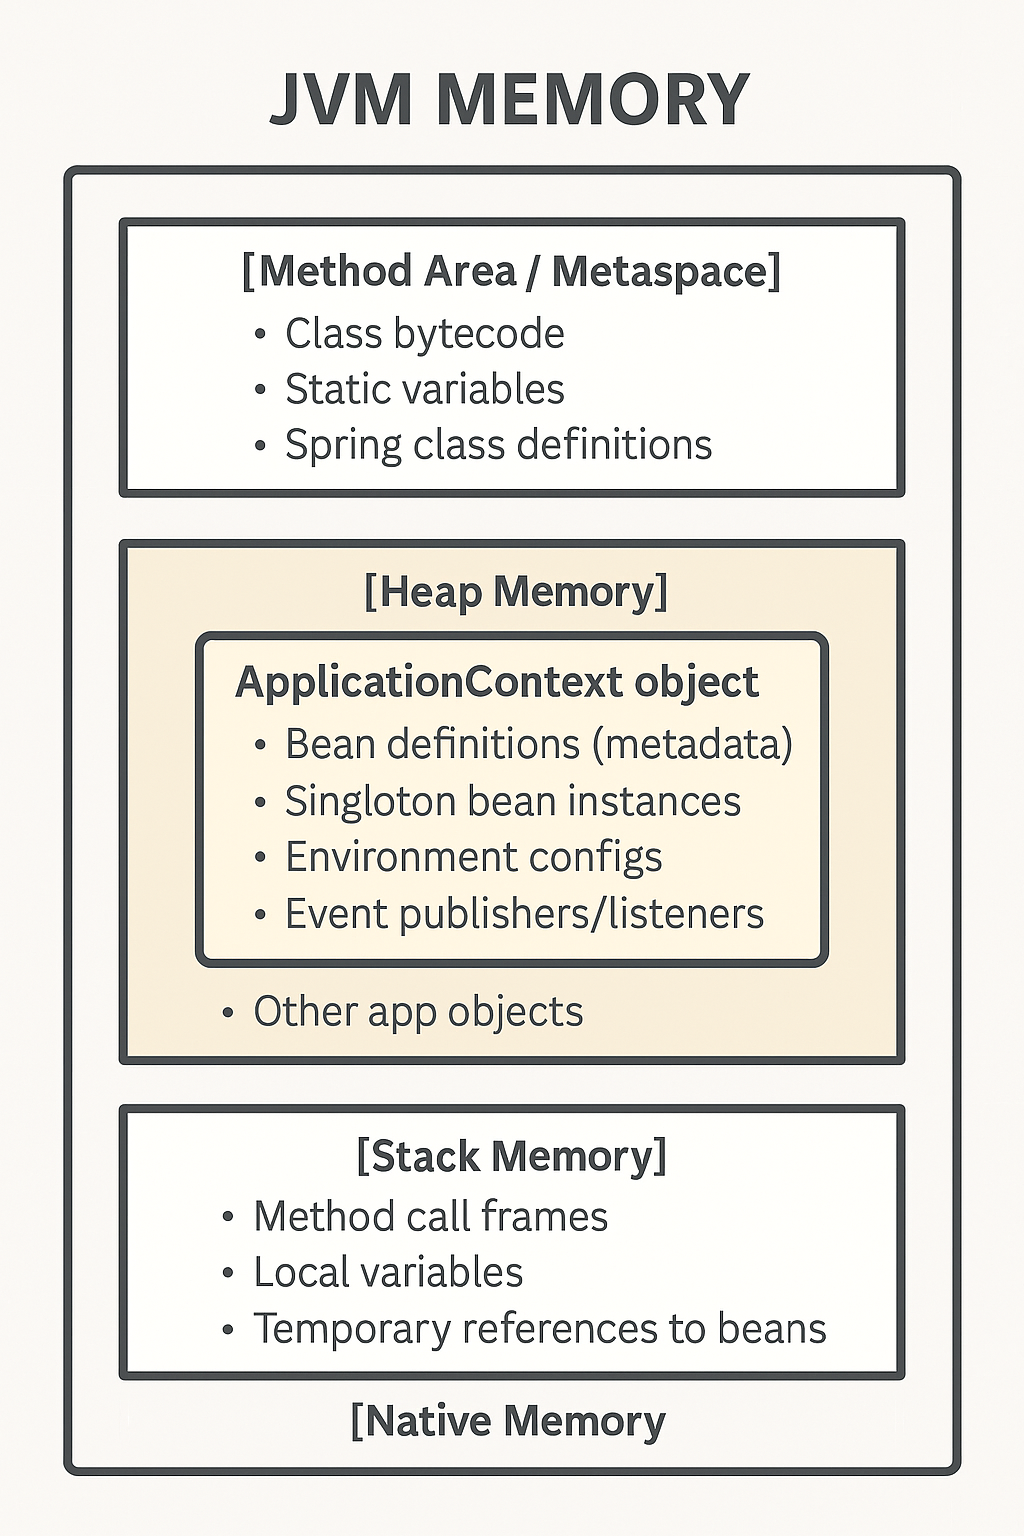 JVM MEMORY
[Method Area / Metaspace]
• Class bytecode
• Static variables
• Spring class definitions
[Heap Memory]
ApplicationContext object
• Bean definitions (metadata)
• Singloton bean instances
• Environment configs
• Event publishers/listeners
• Other app objects
[Stack Memory]
• Method call frames
• Local variables
• Temporary references to beans
[Native Memory